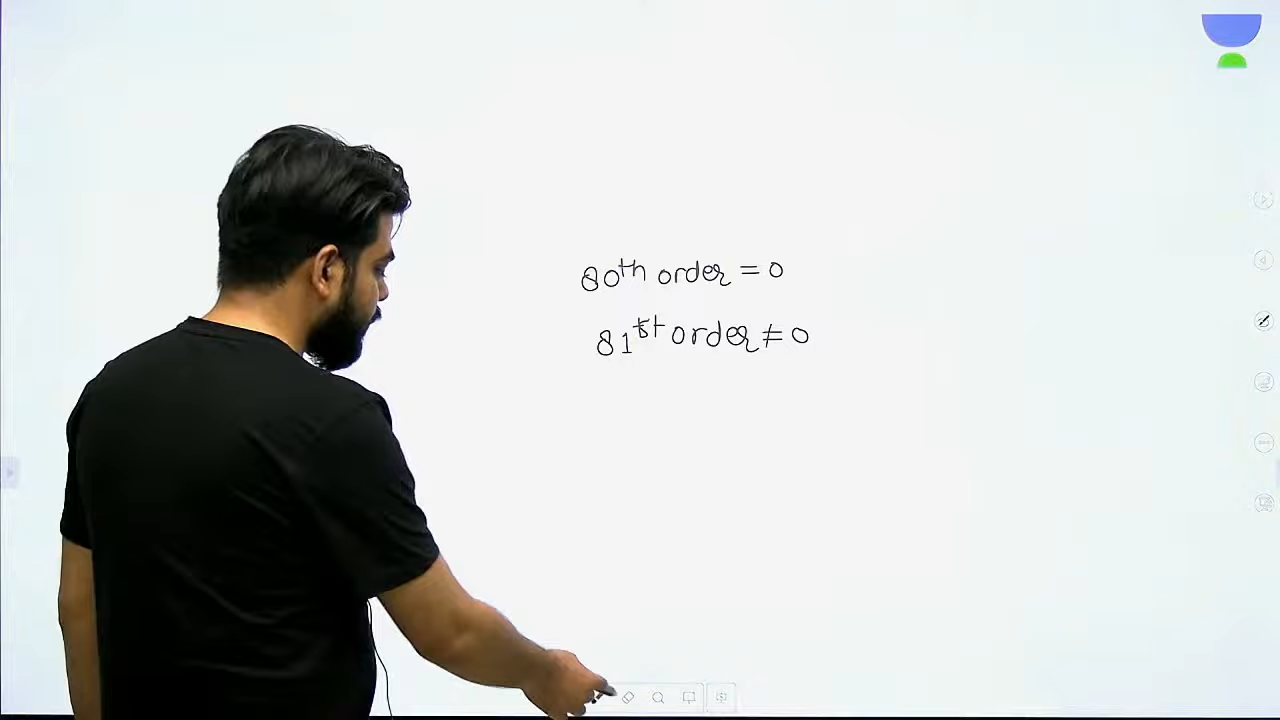 80th order = 0
81st order ≠ 0